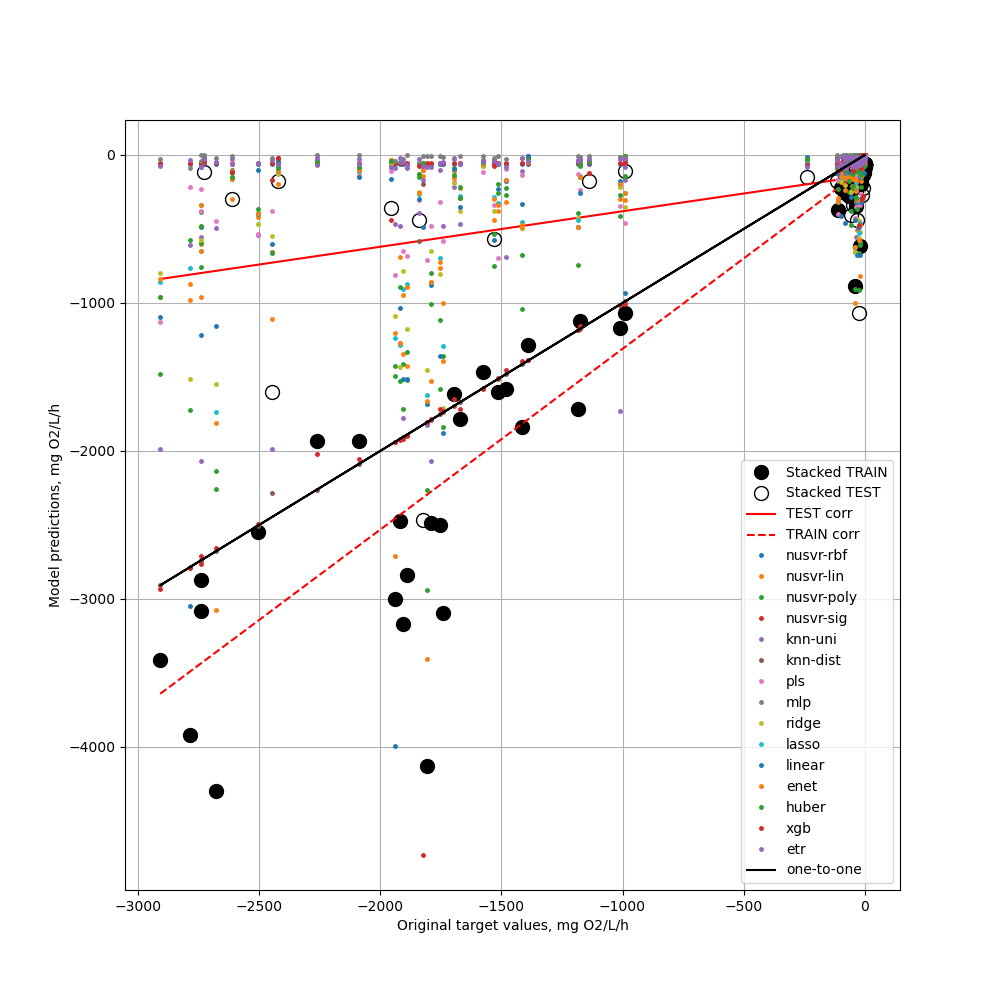 0
−1000
−2000
−3000
−4000
Model predictions, mg O2/L/h
−3000
−2500
−2000
−1500
−1000
−500
0
Original target values, mg O2/L/h
Stacked TRAIN
Stacked TEST
TEST corr
TRAIN corr
nusvr-rbf
nusvr-lin
nusvr-poly
nusvr-sig
knn-uni
knn-dist
pls
mlp
ridge
lasso
linear
enet
huber
xgb
etr
one-to-one